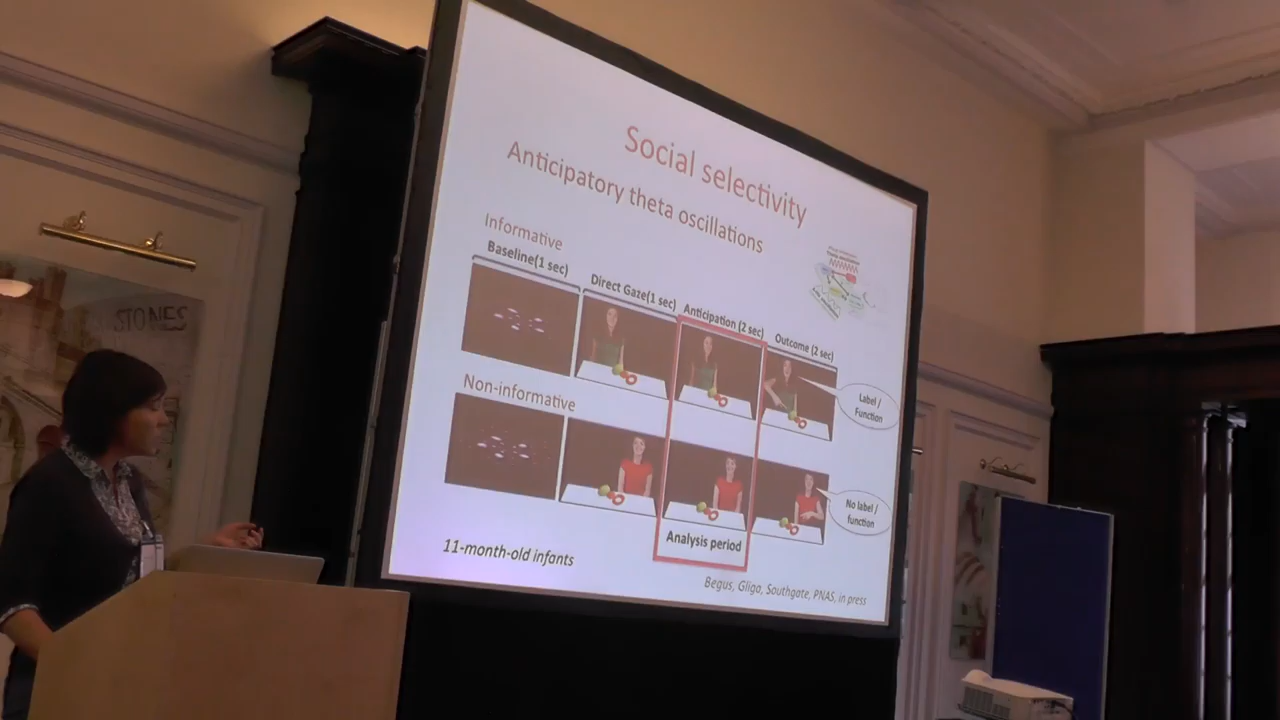 STONES
Social selectivity
Anticipatory theta oscillations
Informative
Baseline(1 sec)
Direct Gaze(1 sec)
Anticipation (2 sec)
Outcome (2 sec)
Label /
Function
Non-informative
No label /
function
Analysis period
11-month-old infants
Begus, Gliga, Southgate, PNAS, in press